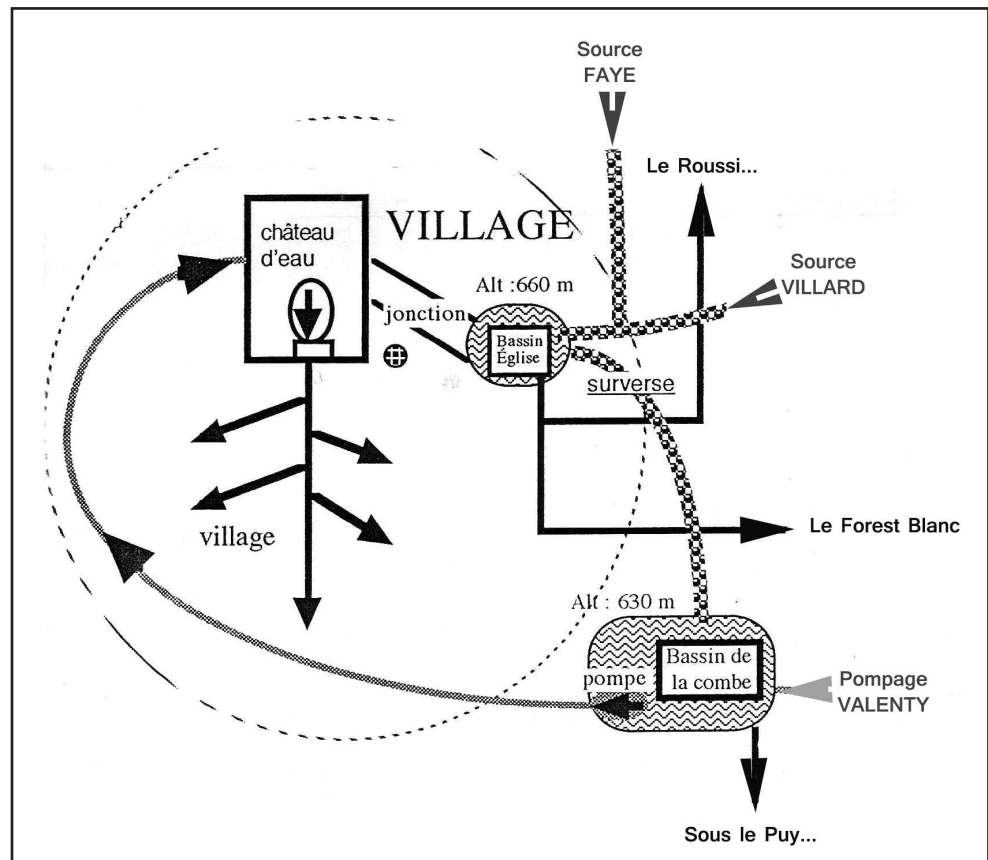 Source
FAYE
Le Roussi...
château
d'eau
VILLAGE
Source
VILLARD
Alt :660 m
jonction
Bassin
Église
surverse
village
Le Forest Blanc
Alt : 630 m
Bassin de
la combe
pompe
Pompage
VALENTY
Sous le Puy...